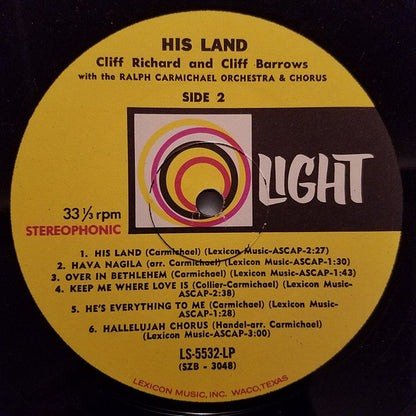 HIS LAND
Cliff Richard and Cliff Barrows
with the RALPH CARMICHAEL ORCHESTRA & CHORUS
SIDE 2
LIGHT
33 1/3 rpm
STEREOPHONIC
1. HIS LAND (Carmichael) (Lexicon Music-ASCAP-2:27)
2. HAVA NAGILA (arr. Carmichael) (Lexicon Music-ASCAP-1:30)
3. OVER IN BETHLEHEM (Carmichael) (Lexicon Music-ASCAP-1:43)
4. KEEP ME WHERE LOVE IS (Collier-Carmichael) (Lexicon Music-
ASCAP-2:38)
5. HE'S EVERYTHING TO ME (Carmichael) (Lexicon Music-
ASCAP-1:28)
6. HALLELUJAH CHORUS (Handel-arr. Carmichael)
(Lexicon Music-ASCAP-3:00)
LS-5532-LP
(SZB - 3048)
LEXICON MUSIC, INC. WACO, TEXAS